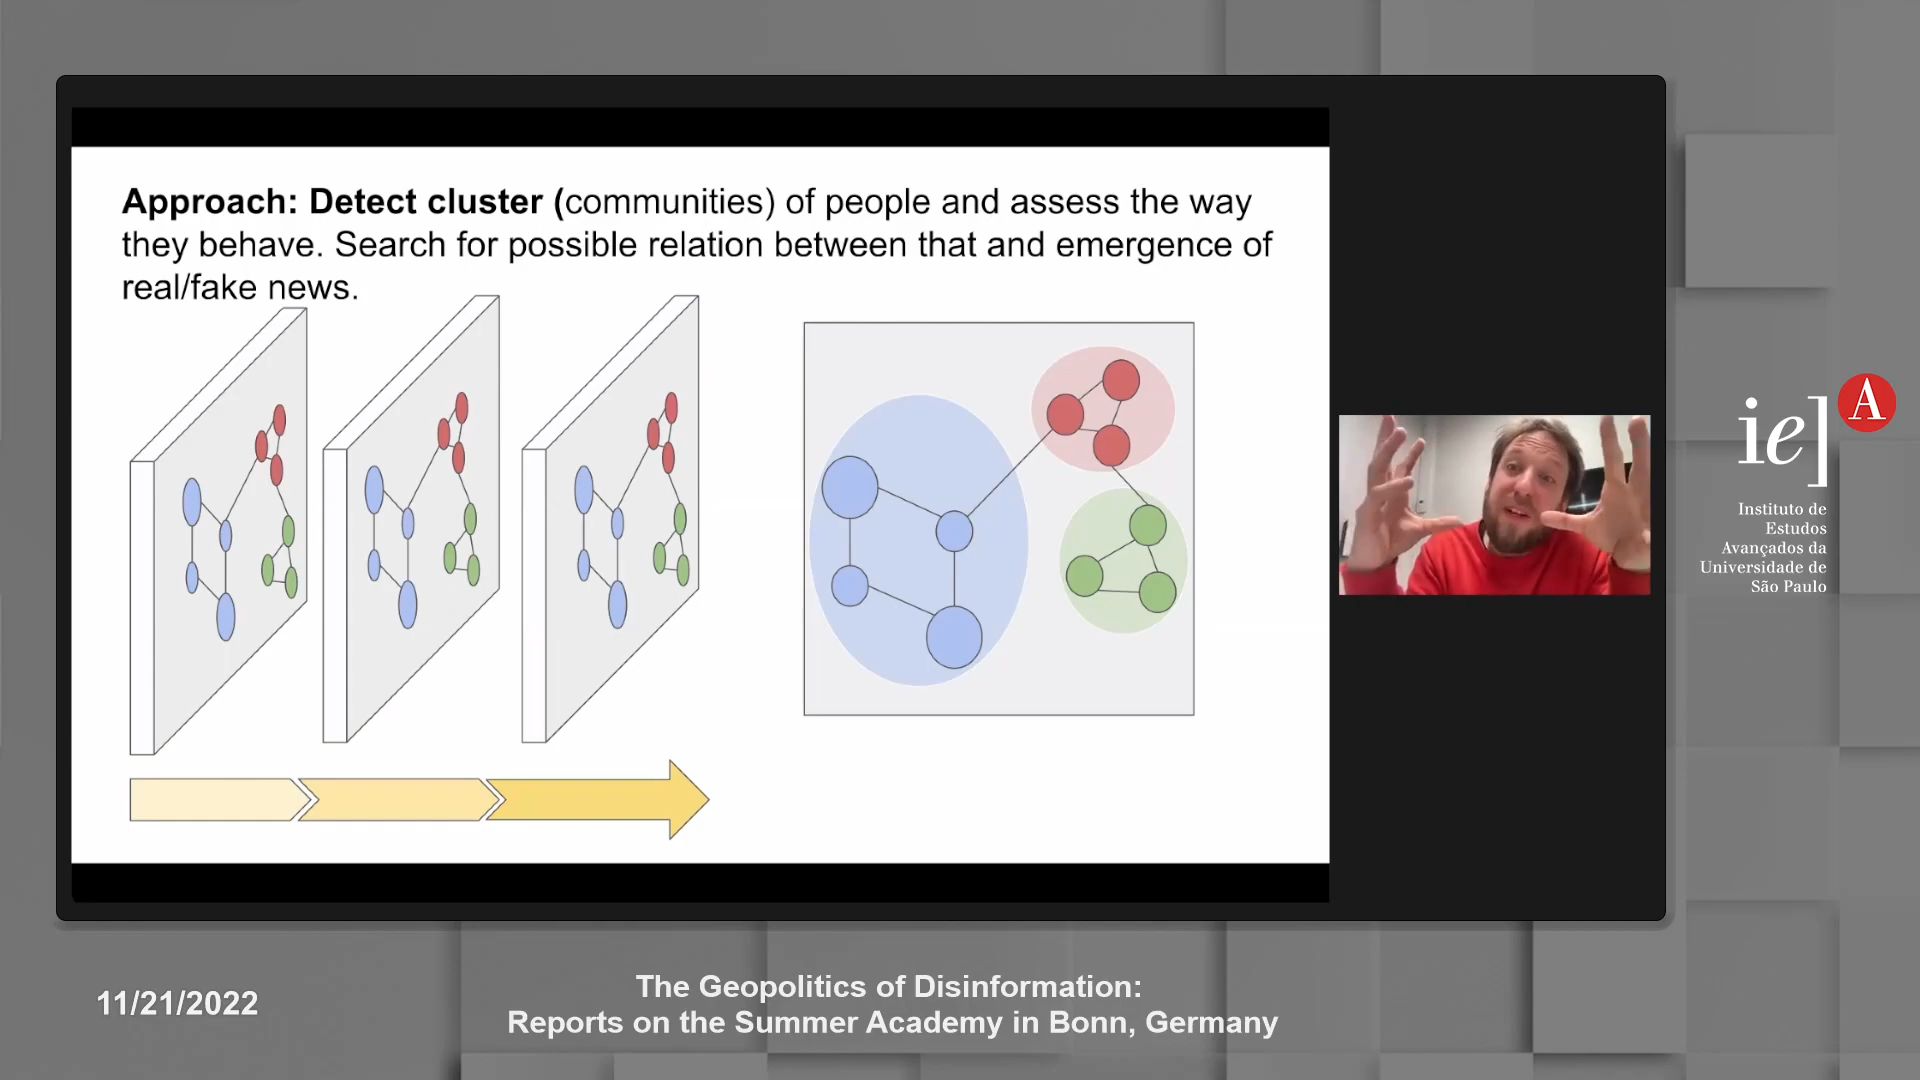 Approach: Detect cluster (communities) of people and assess the way
they behave. Search for possible relation between that and emergence of
real/fake news.
ie] A
Instituto de
Estudos
Avançados da
Universidade de
São Paulo
11/21/2022
The Geopolitics of Disinformation:
Reports on the Summer Academy in Bonn, Germany